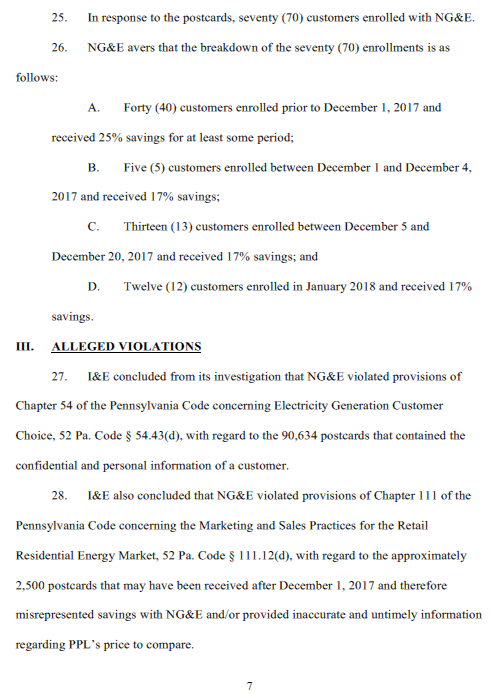 25. In response to the postcards, seventy (70) customers enrolled with NG&E.
26. NG&E avers that the breakdown of the seventy (70) enrollments is as
follows:
A. Forty (40) customers enrolled prior to December 1, 2017 and
received 25% savings for at least some period;
B. Five (5) customers enrolled between December 1 and December 4,
2017 and received 17% savings;
C. Thirteen (13) customers enrolled between December 5 and
December 20, 2017 and received 17% savings; and
D. Twelve (12) customers enrolled in January 2018 and received 17%
savings.
III. ALLEGED VIOLATIONS
27. I&E concluded from its investigation that NG&E violated provisions of
Chapter 54 of the Pennsylvania Code concerning Electricity Generation Customer
Choice, 52 Pa. Code § 54.43(d), with regard to the 90,634 postcards that contained the
confidential and personal information of a customer.
28. I&E also concluded that NG&E violated provisions of Chapter 111 of the
Pennsylvania Code concerning the Marketing and Sales Practices for the Retail
Residential Energy Market, 52 Pa. Code § 111.12(d), with regard to the approximately
2,500 postcards that may have been received after December 1, 2017 and therefore
misrepresented savings with NG&E and/or provided inaccurate and untimely information
regarding PPL's price to compare.
7